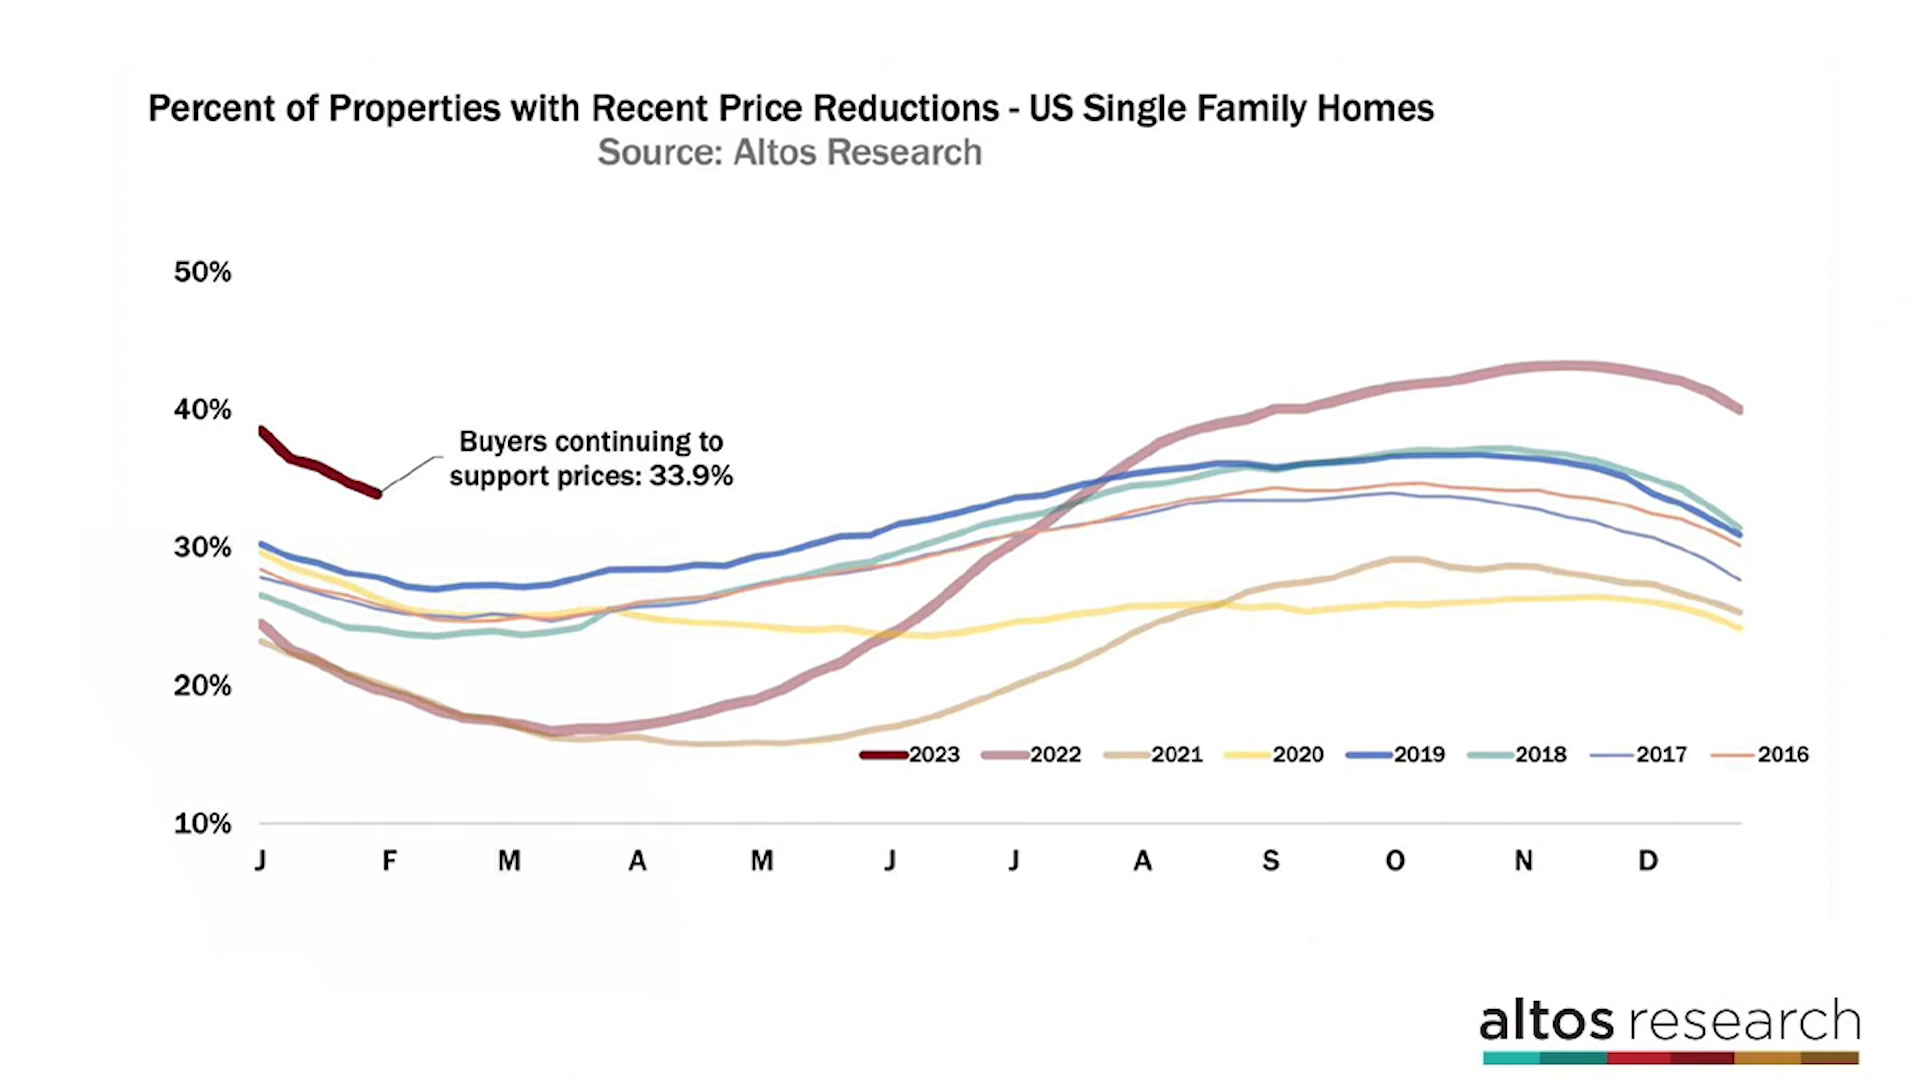 Percent of Properties with Recent Price Reductions - US Single Family Homes
Source: Altos Research
50%
40%
Buyers continuing to
support prices: 33.9%
30%
20%
2023 2022 2021 2020 2019 2018 2017 2016
10%
J F M A M J J A S O N D
altos research